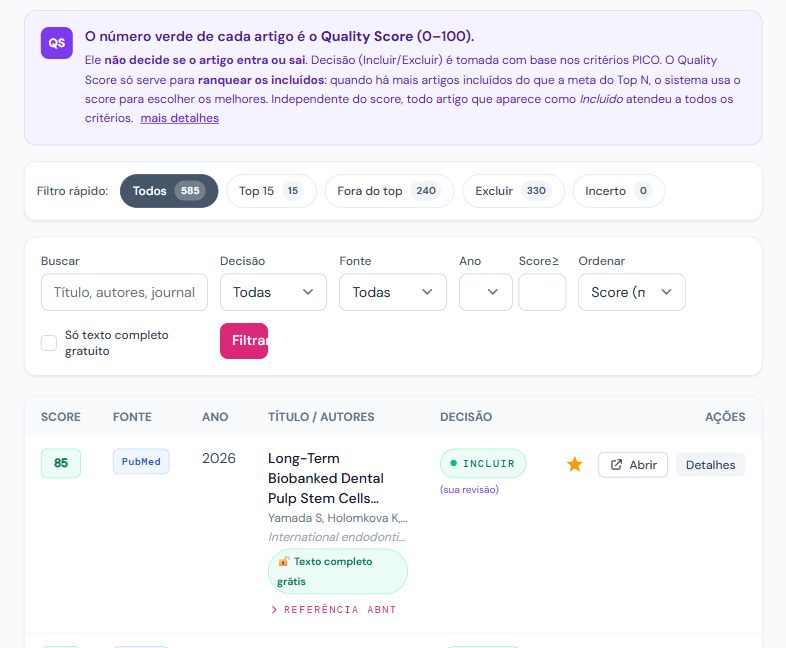 QS
O número verde de cada artigo é o Quality Score (0–100).
Ele não decide se o artigo entra ou sai. Decisão (Incluir/Excluir) é tomada com base nos critérios PICO. O Quality
Score só serve para ranquear os incluídos: quando há mais artigos incluídos do que a meta do Top N, o sistema usa o
score para escolher os melhores. Independente do score, todo artigo que aparece como Incluído atendeu a todos os
critérios. mais detalhes
Filtro rápido: Todos 585 Top 15 15 Fora do top 240 Excluir 330 Incerto 0
Buscar Decisão Fonte Ano Score≥ Ordenar
Título, autores, journal Todas Todas Score (m
Só texto completo
gratuito
Filtrar
SCORE FONTE ANO TÍTULO / AUTORES DECISÃO AÇÕES
85 PubMed 2026 Long-Term
Biobanked Dental
Pulp Stem Cells...
Yamada S, Holomkova K,...
International endodonti...
Texto completo
grátis
REFERÊNCIA ABNT
INCLUIR
(sua revisão)
Abrir Detalhes